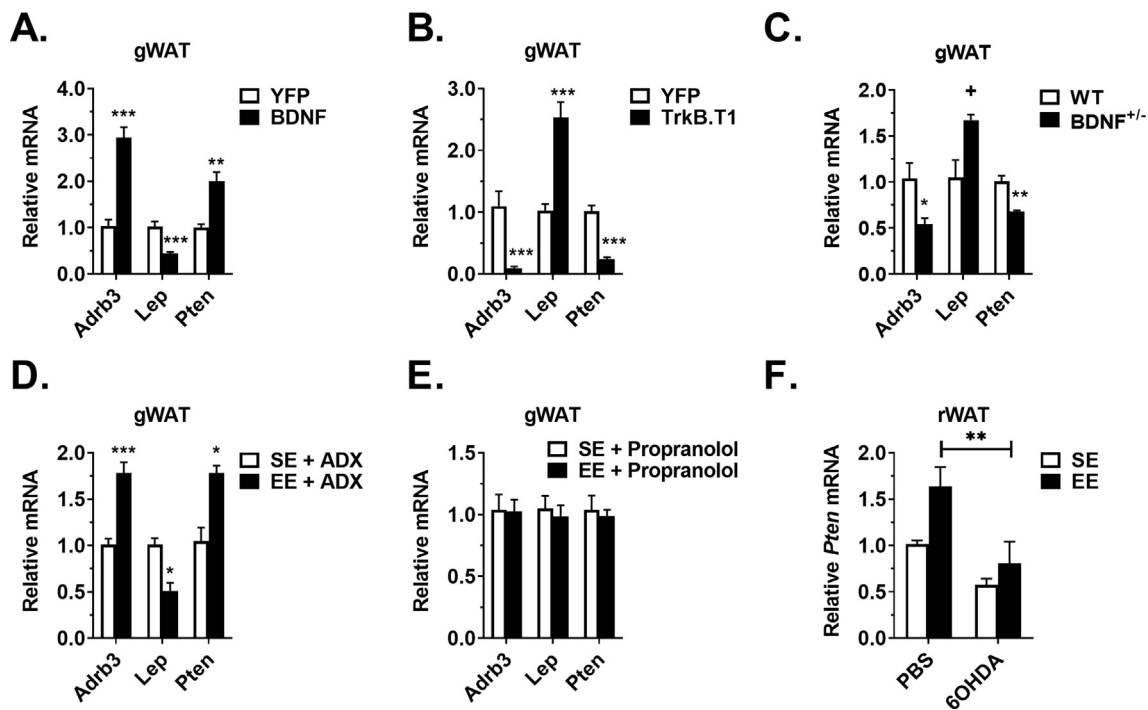 A.
gWAT
Relative mRNA
4.0
3.0
2.0
1.0
0.0
***
***
**
Adrb3
Lep
Pten
YFP
BDNF
B.
gWAT
Relative mRNA
3.0
2.0
1.0
0.0
***
***
***
Adrb3
Lep
Pten
YFP
TrkB.T1
C.
gWAT
Relative mRNA
2.0
1.5
1.0
0.5
0.0
*
+
**
Adrb3
Lep
Pten
WT
BDNF+/-
D.
gWAT
Relative mRNA
2.0
1.5
1.0
0.5
0.0
***
*
*
Adrb3
Lep
Pten
SE + ADX
EE + ADX
E.
gWAT
Relative mRNA
1.5
1.0
0.5
0.0
Adrb3
Lep
Pten
SE + Propranolol
EE + Propranolol
F.
rWAT
Relative Pten mRNA
2.0
1.5
1.0
0.5
0.0
**
PBS
6OHDA
SE
EE